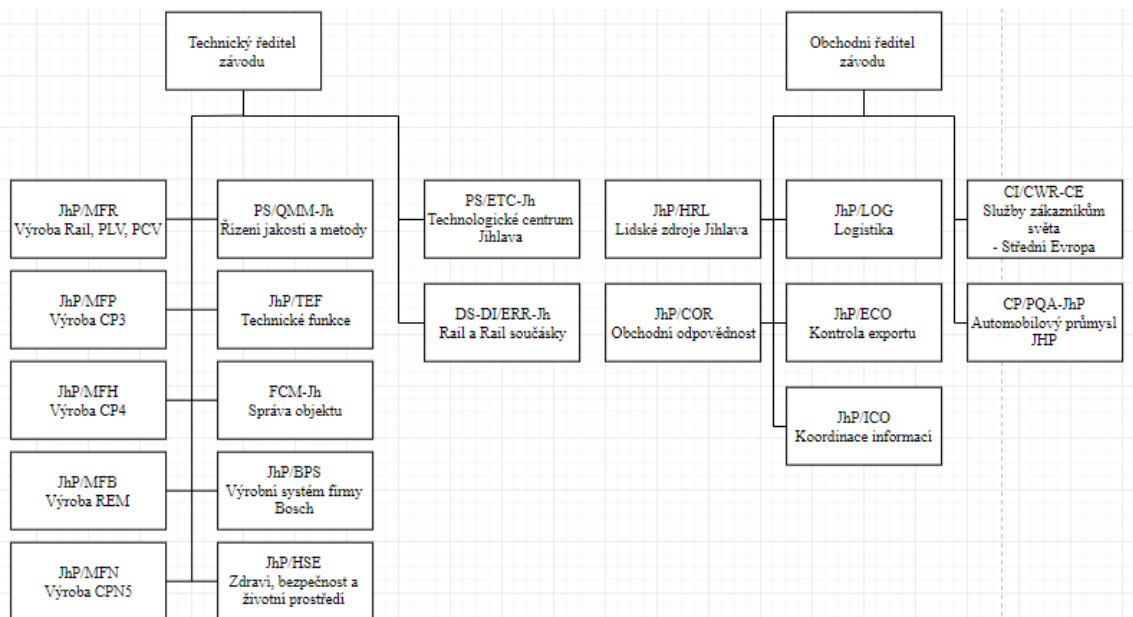 Technický ředitel
závodu
Obchodní ředitel
závodu
JhP/MFR
Výroba Rail, PLV, PCV
PS/QMM-Jh
Řízení jakosti a metody
PS/ETC-Jh
Technologické centrum
Jihlava
JhP/HRL
Lidské zdroje Jihlava
JhP/LOG
Logistika
CI/CWR-CE
Služby zákazníkům
světa
- Střední Evropa
JhP/MFP
Výroba CP3
JhP/TEF
Technické funkce
DS-DI/ERR-Jh
Rail a Rail součásky
JhP/COR
Obchodní odpovědnost
JhP/ECO
Kontrola exportu
CP/PQA-JhP
Automobilový průmysl
JHP
JhP/MFH
Výroba CP4
FCM-Jh
Správa objektu
JhP/ICO
Koordinace informací
JhP/MFB
Výroba REM
JhP/BPS
Výrobní systém firmy
Bosch
JhP/MFN
Výroba CPN5
JhP/HSE
Zdraví, bezpečnost a
životní prostředí